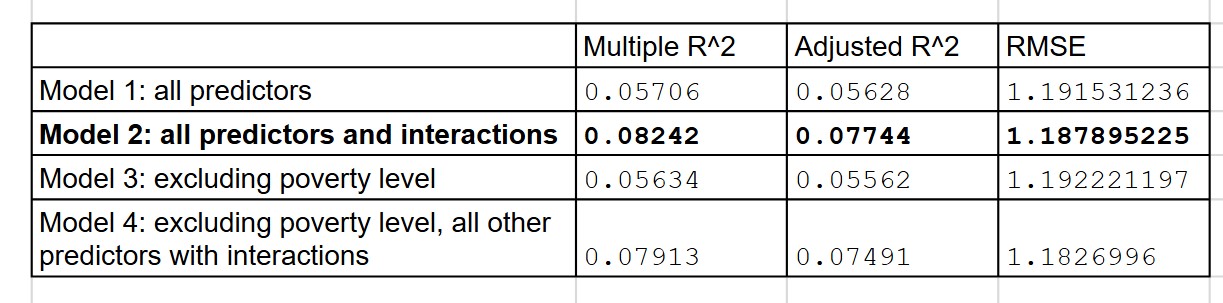 Multiple R^2 Adjusted R^2 RMSE
Model 1: all predictors 0.05706 0.05628 1.191531236
Model 2: all predictors and interactions 0.08242 0.07744 1.187895225
Model 3: excluding poverty level 0.05634 0.05562 1.192221197
Model 4: excluding poverty level, all other
predictors with interactions 0.07913 0.07491 1.1826996